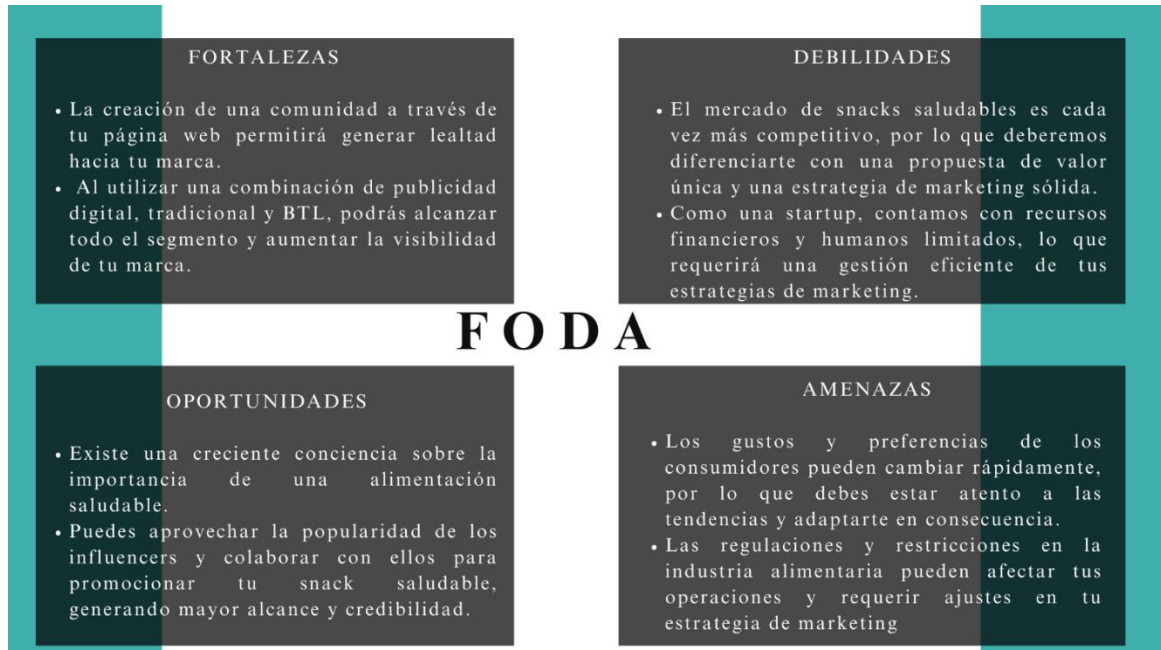 FORTALEZAS
• La creación de una comunidad a través de
tu página web permitirá generar lealtad
hacia tu marca.
• Al utilizar una combinación de publicidad
digital, tradicional y BTL, podrás alcanzar
todo el segmento y aumentar la visibilidad
de tu marca.
DEBILIDADES
• El mercado de snacks saludables es cada
vez más competitivo, por lo que deberemos
diferenciarte con una propuesta de valor
única y una estrategia de marketing sólida.
• Como una startup, contamos con recursos
financieros y humanos limitados, lo que
requerirá una gestión eficiente de tus
estrategias de marketing.
FODA
OPORTUNIDADES
• Existe una creciente conciencia sobre la
importancia de una alimentación
saludable.
• Puedes aprovechar la popularidad de los
influencers y colaborar con ellos para
promocionar tu snack saludable,
generando mayor alcance y credibilidad.
AMENAZAS
• Los gustos y preferencias de los
consumidores pueden cambiar rápidamente,
por lo que debes estar atento a las
tendencias y adaptarte en consecuencia.
• Las regulaciones y restricciones en la
industria alimentaria pueden afectar tus
operaciones y requerir ajustes en tu
estrategia de marketing